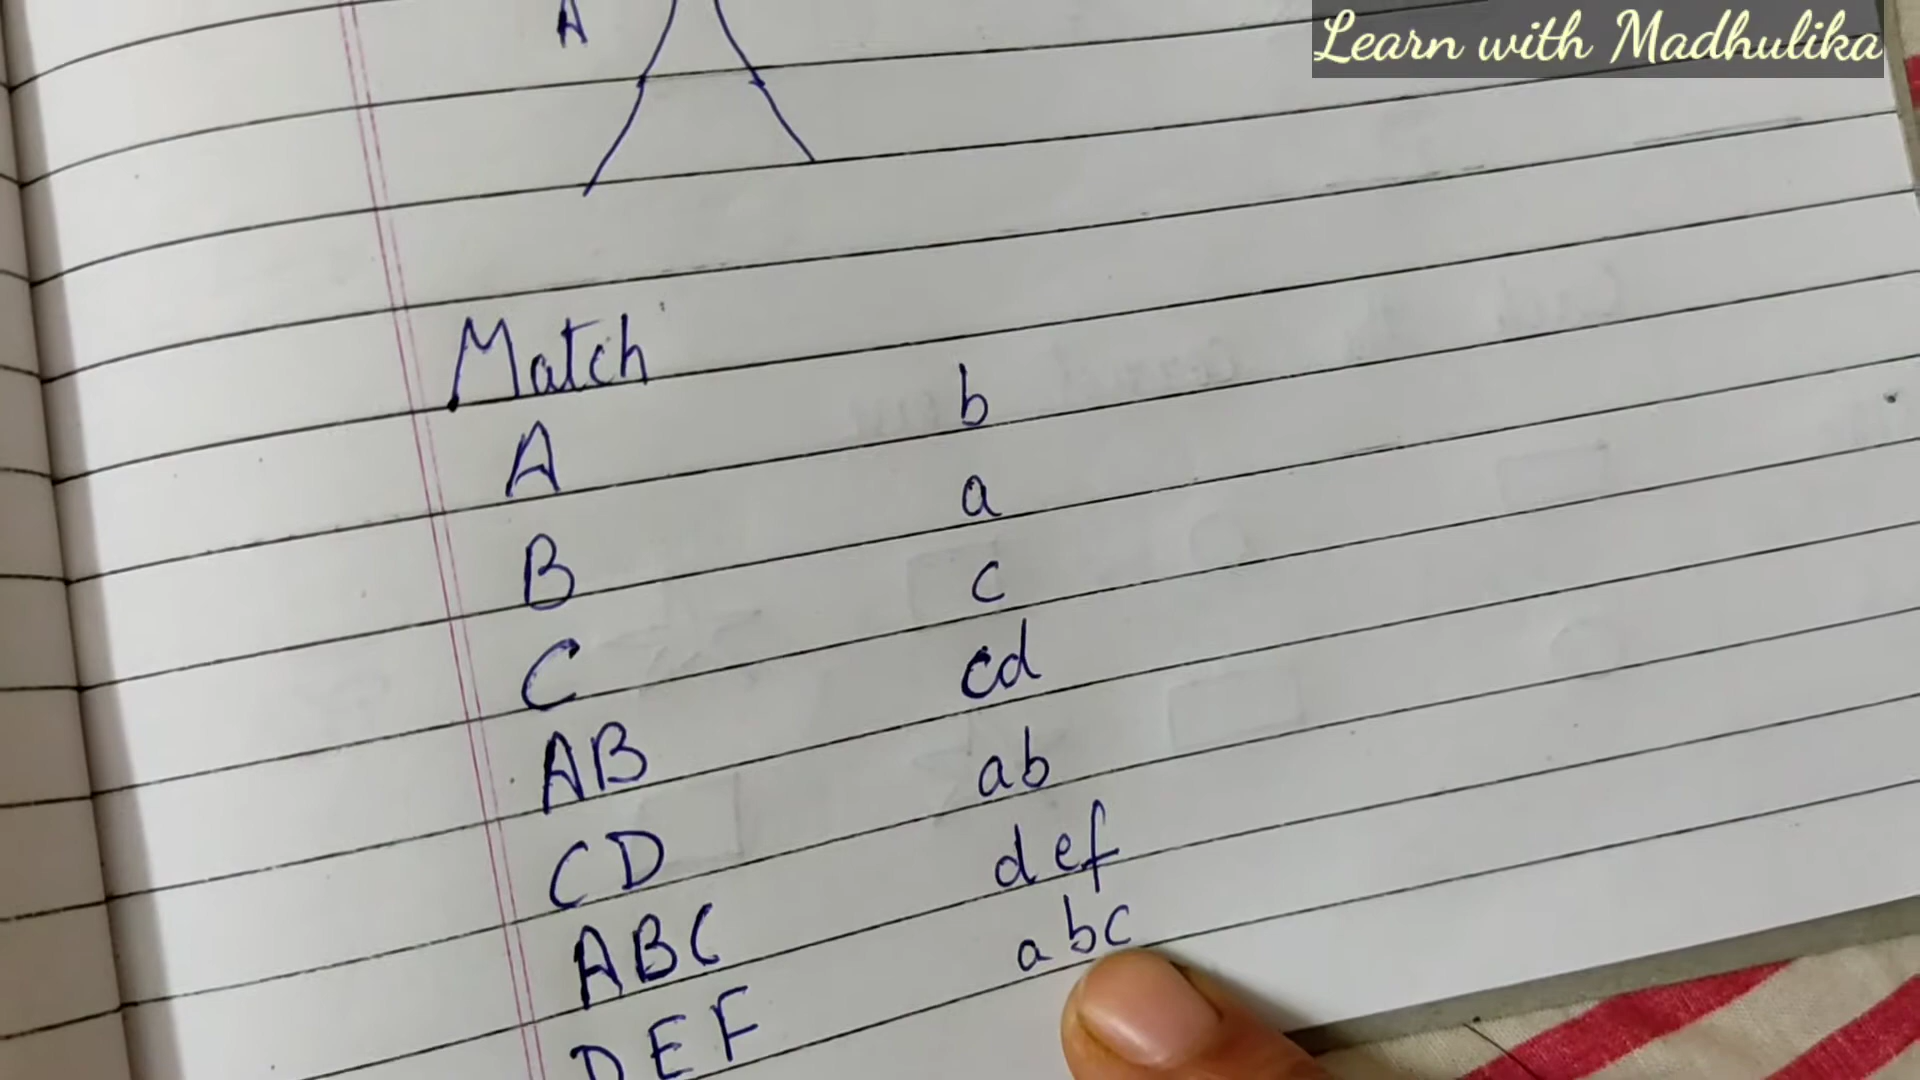 Learn with Madhulika
A
Match
A b
B a
C c
AB cd
CD ab
ABC def
DEF abc